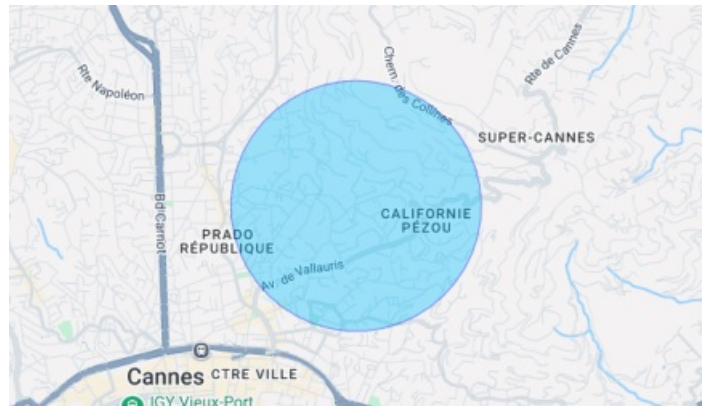 Rte Napoléon
Chem. des Collines
Rte de Cannes
SUPER-CANNES
Bd Carnot
CALIFORNIE
PÉZOU
PRADO
RÉPUBLIQUE
Av. de Vallauris
Cannes
CTRE VILLE
IGY Vieux-Port